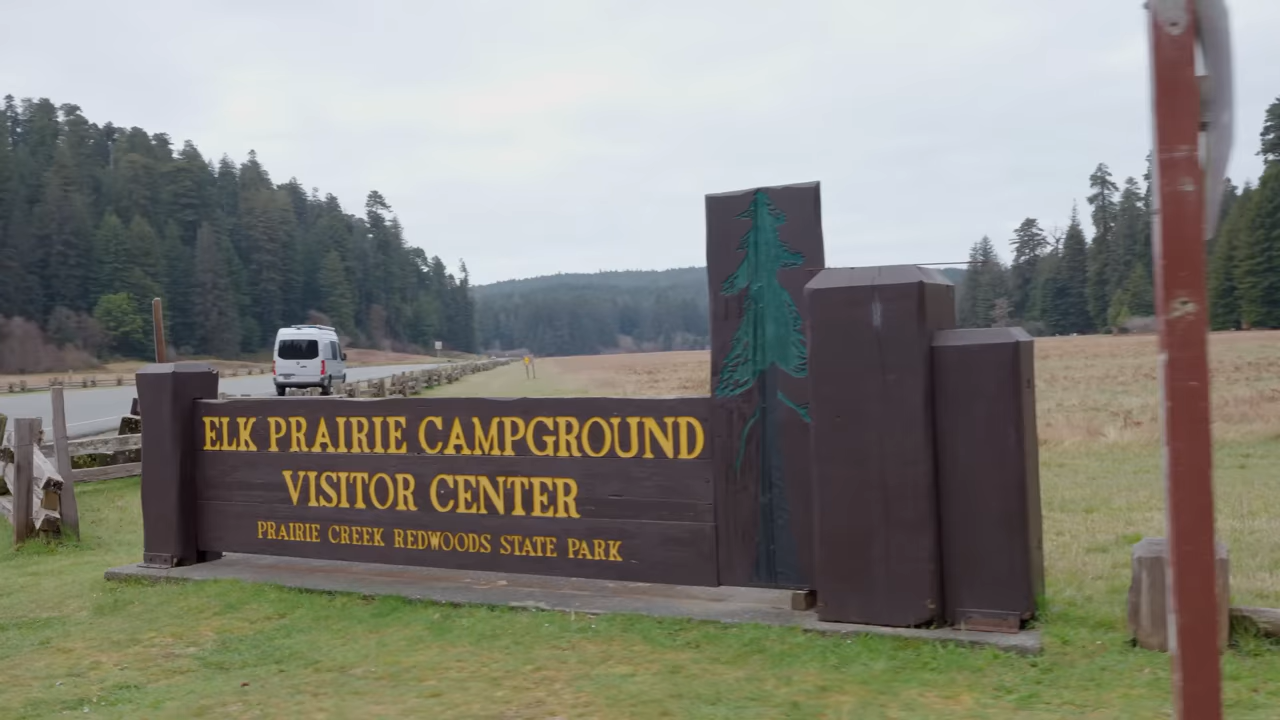 ELK PRAIRIE CAMPGROUND
VISITOR CENTER
PRAIRIE CREEK REDWOODS STATE PARK